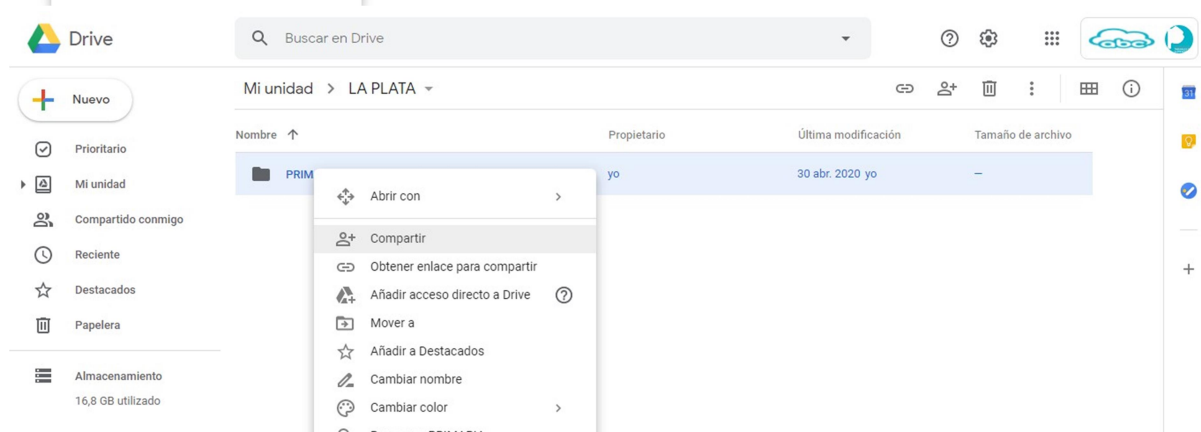 Drive
Buscar en Drive
abc
Nuevo
Mi unidad > LA PLATA
Nombre Propietario Última modificación Tamaño de archivo
PRIM yo 30 abr. 2020 yo –
Prioritario
Mi unidad
Compartido conmigo
Reciente
Destacados
Papelera
Almacenamiento
16,8 GB utilizado
Abrir con
Compartir
Obtener enlace para compartir
Añadir acceso directo a Drive
Mover a
Añadir a Destacados
Cambiar nombre
Cambiar color
31